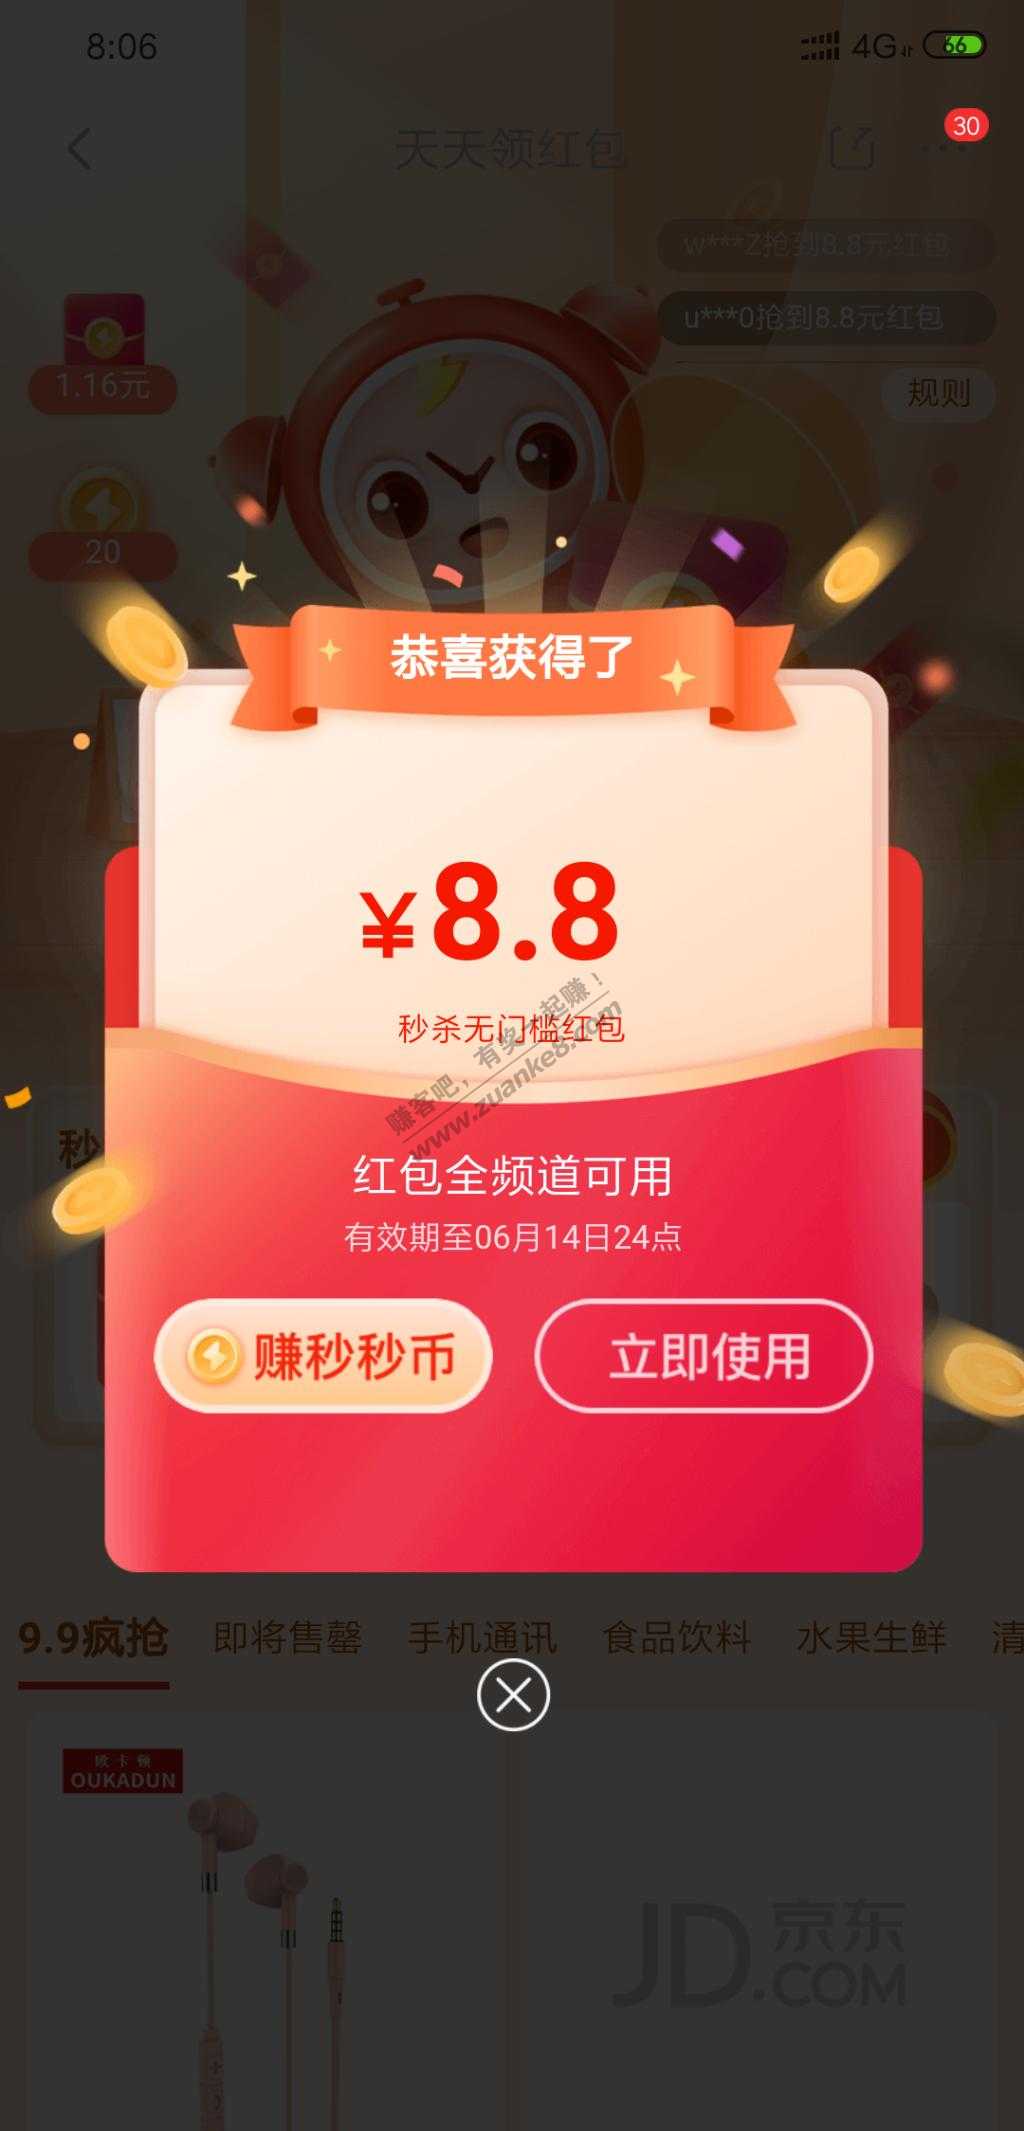 8:06
4G
66
30
天天领红包
w***Z抢到8.8元红包
u***0抢到8.8元红包
1.16元
规则
20
恭喜获得了
¥8.8
秒杀无门槛红包
赚客吧,有奖一起赚!
www.zuanke8.com
秒
红包全频道可用
有效期至06月14日24点
赚秒秒币
立即使用
9.9疯抢
即将售罄
手机通讯
食品饮料
水果生鲜
清
欧卡顿
OUKADUN
JD.京东
.COM